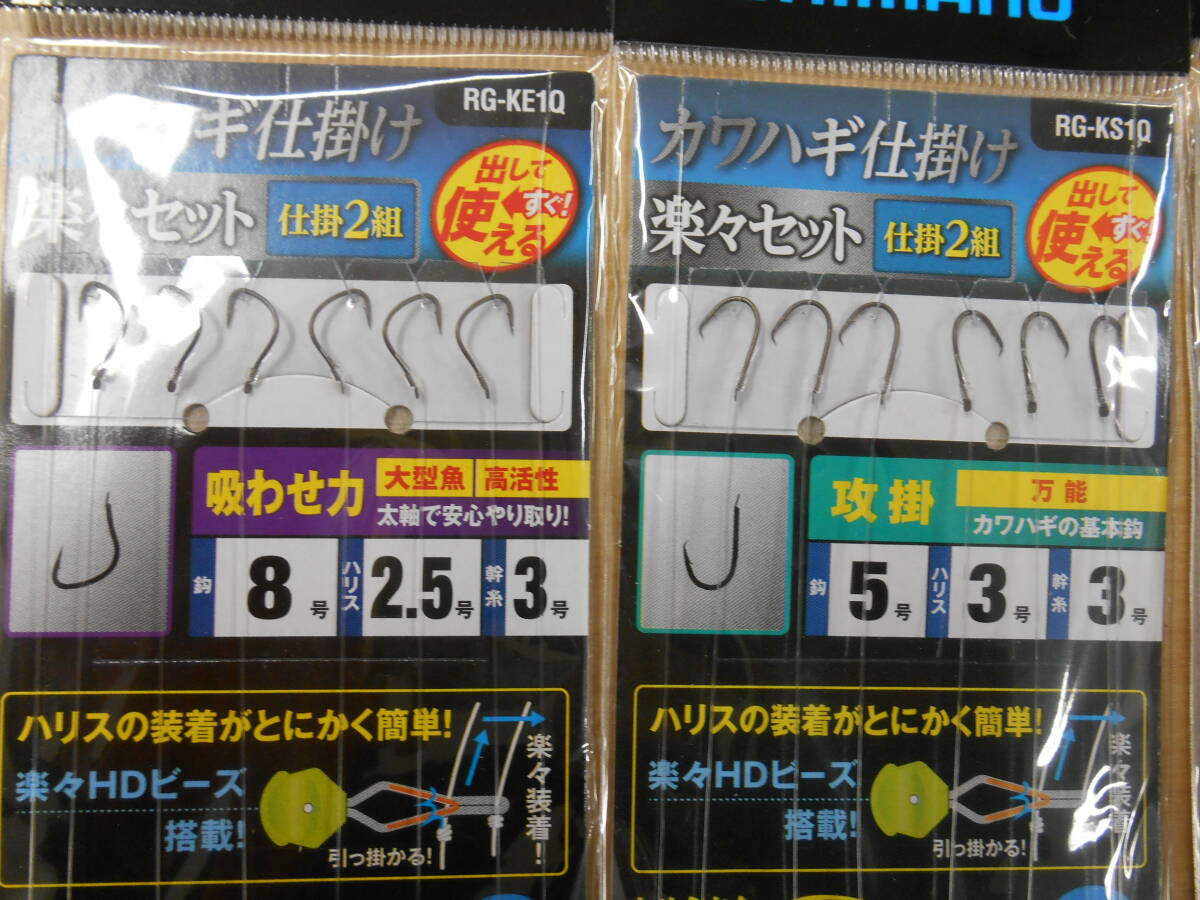 RG-KE1Q
ギ仕掛け
楽々セット
仕掛2組
出して
すぐ!
使える
吸わせ力
大型魚
高活性
太軸で安心やり取り!
鈎
8号
ハリス
2.5号
幹糸
3号
ハリスの装着がとにかく簡単!
楽々HDビーズ
搭載!
引っ掛かる!
楽々装着!
RG-KS1Q
カワハギ仕掛け
楽々セット
仕掛2組
出して
すぐ!
使える
攻掛
万能
カワハギの基本鈎
鈎
5号
ハリス
3号
幹糸
3号
ハリスの装着がとにかく簡単!
楽々HDビーズ
搭載!
引っ掛かる!
楽々装着!